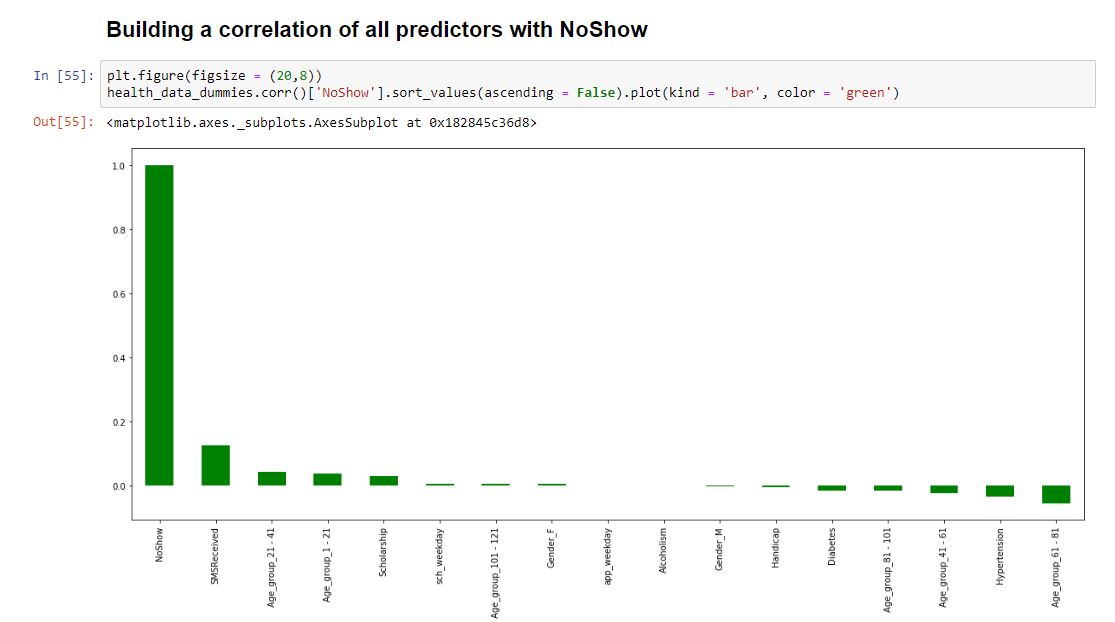 Building a correlation of all predictors with NoShow
In [55]: plt.figure(figsize = (20,8))
health_data_dummies.corr()['NoShow'].sort_values(ascending = False).plot(kind = 'bar', color = 'green')
Out[55]: <matplotlib.axes._subplots.AxesSubplot at 0x182845c36d8>
1.0
0.8
0.6
0.4
0.2
0.0
NoShow
SMSReceived
Age_group_21 - 41
Age_group_1 - 21
Scholarship
sch_weekday
Age_group_101 - 121
Gender_F
app_weekday
Alcoholism
Gender_M
Handicap
Diabetes
Age_group_81 - 101
Age_group_41 - 61
Hypertension
Age_group_61 - 81